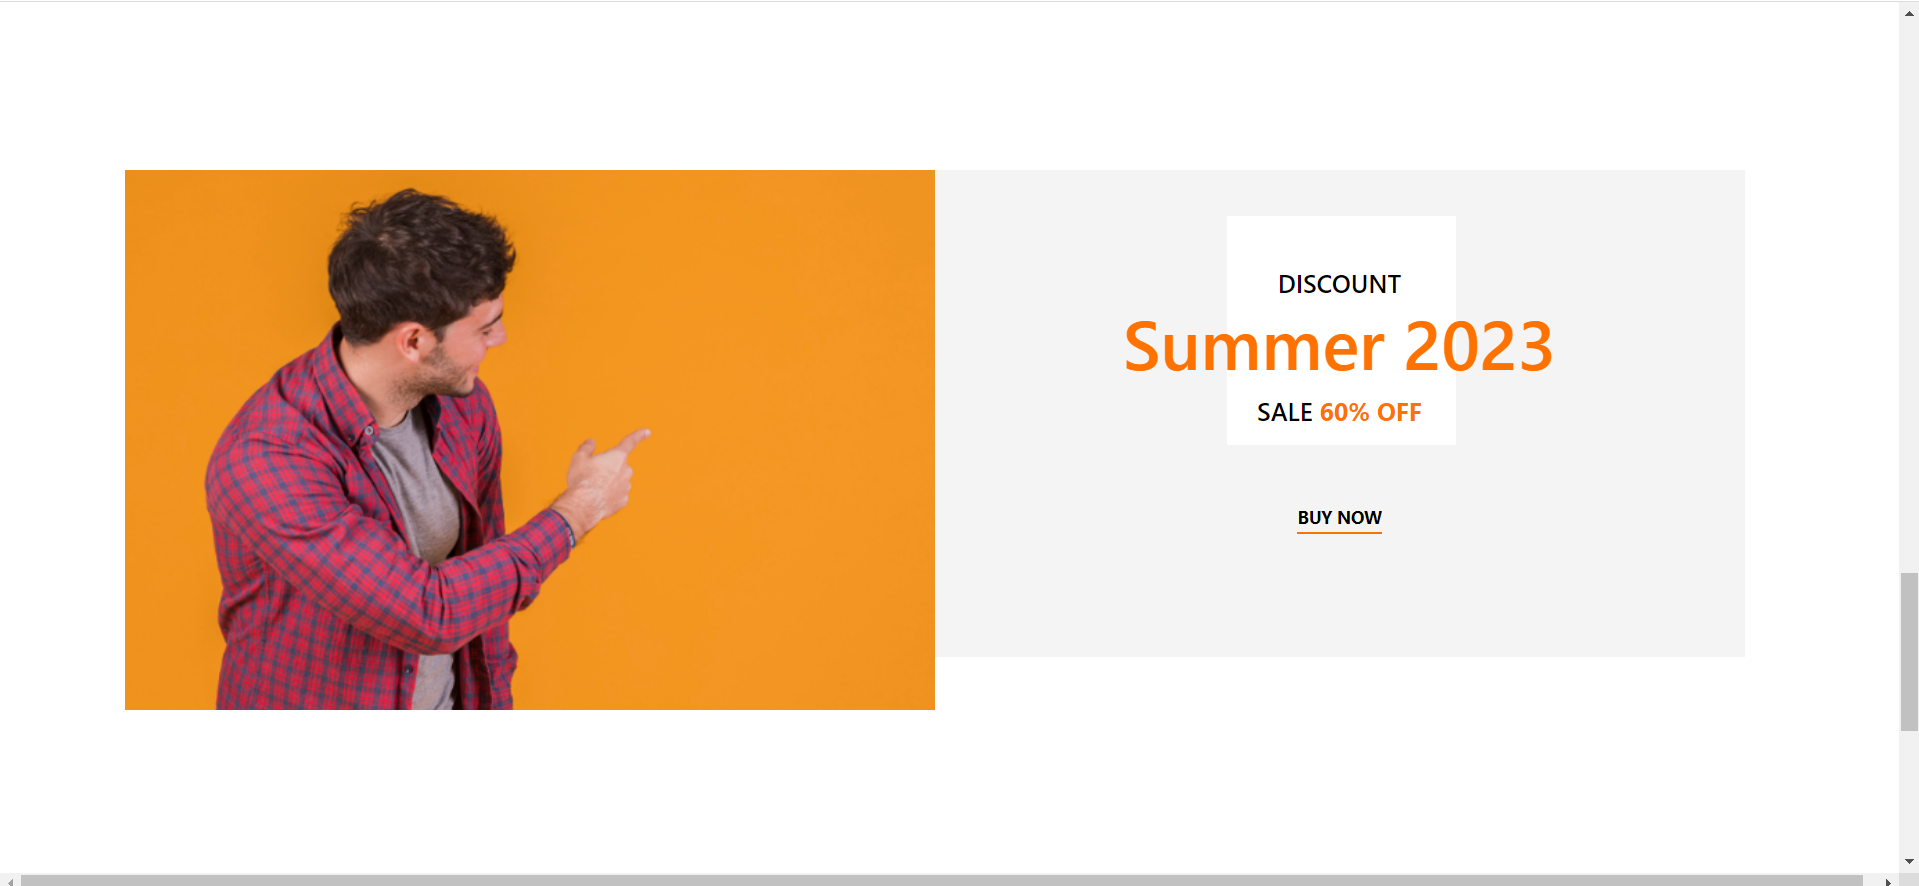 DISCOUNT
Summer 2023
SALE 60% OFF
BUY NOW